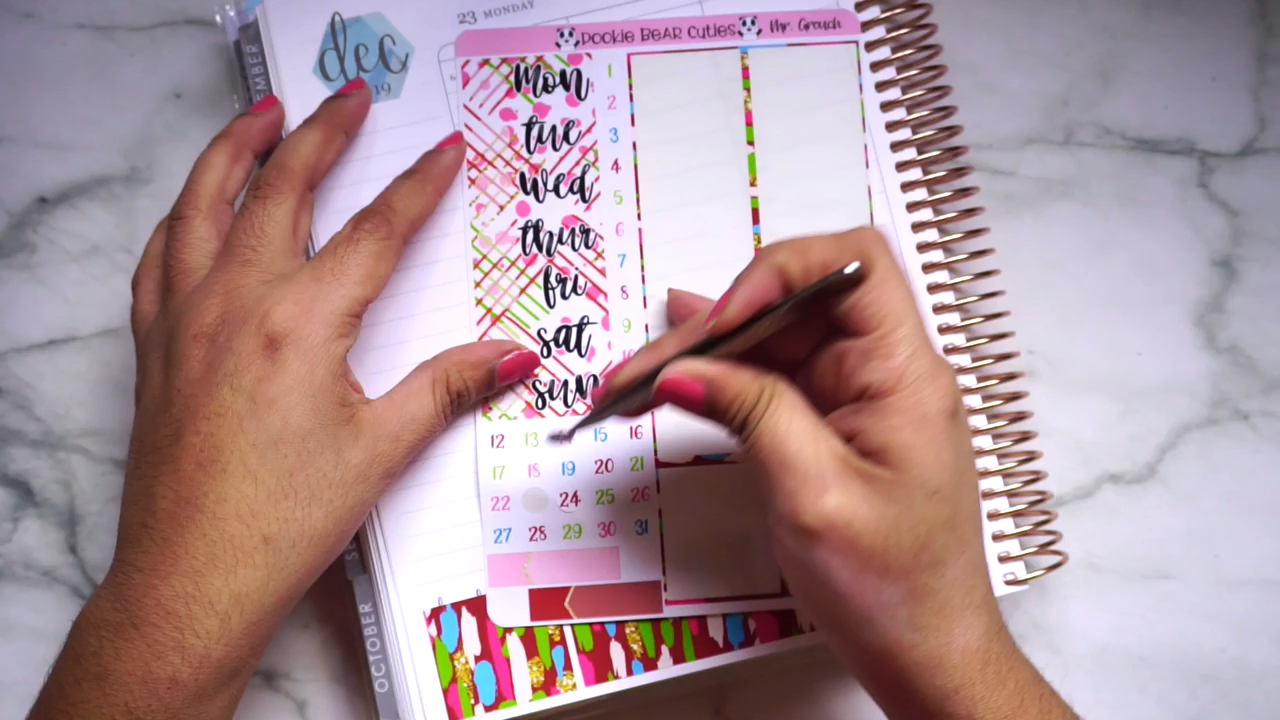 23 MONDAY
dec
19
POOKIE BEAR CUTIES Mr. Grouch
mon
tue
wed
thur
fri
sat
sun
1
2
3
4
5
6
7
8
9
12 13 15 16
17 18 19 20 21
22 24 25 26
27 28 29 30 31
OCTOBER